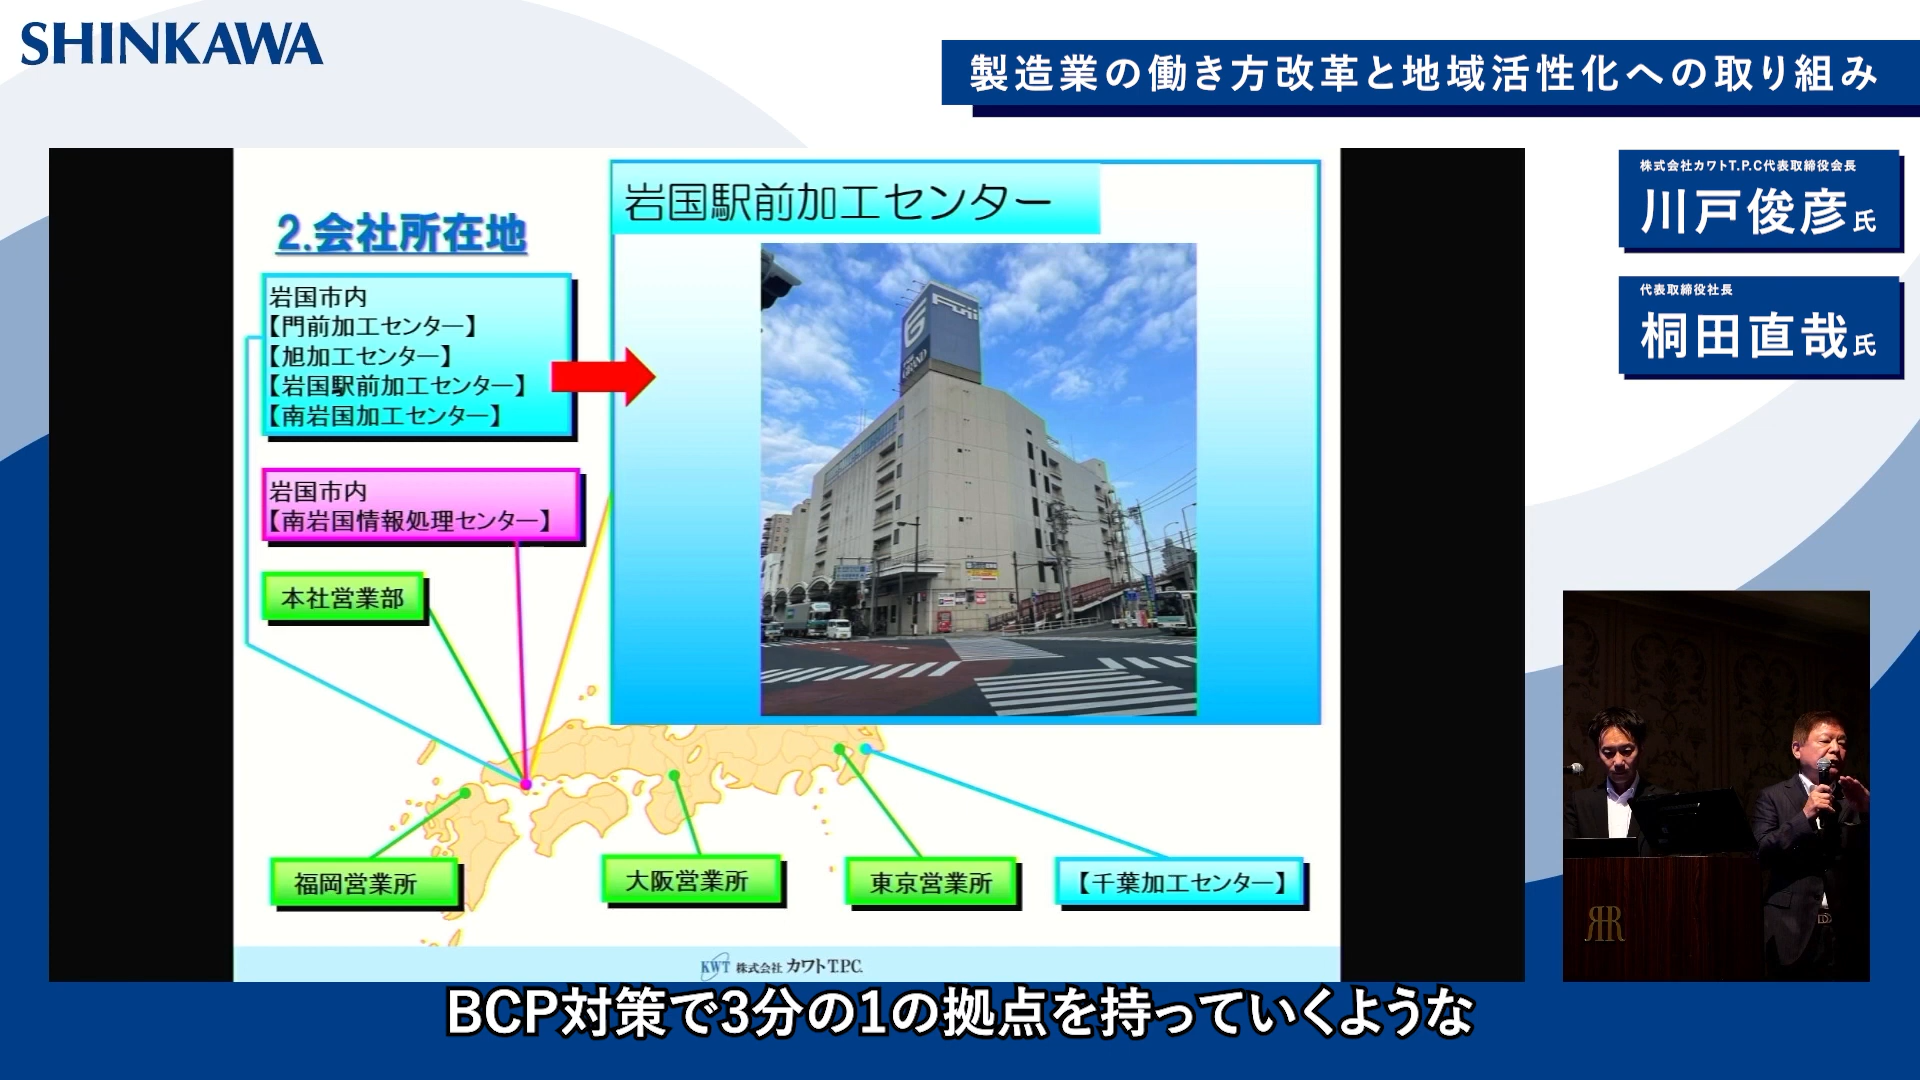 SHINKAWA
製造業の働き方改革と地域活性化への取り組み
株式会社カワトT.P.C代表取締役会長
川戸俊彦氏
代表取締役社長
桐田直哉氏
2.会社所在地
岩国市内
【門前加工センター】
【旭加工センター】
【岩国駅前加工センター】
【南岩国加工センター】
岩国市内
【南岩国情報処理センター】
本社営業部
岩国駅前加工センター
Fuji
GRAND
福岡営業所
大阪営業所
東京営業所
【千葉加工センター】
KWT 株式会社 カワトT.P.C.
BCP対策で3分の1の拠点を持っていくような